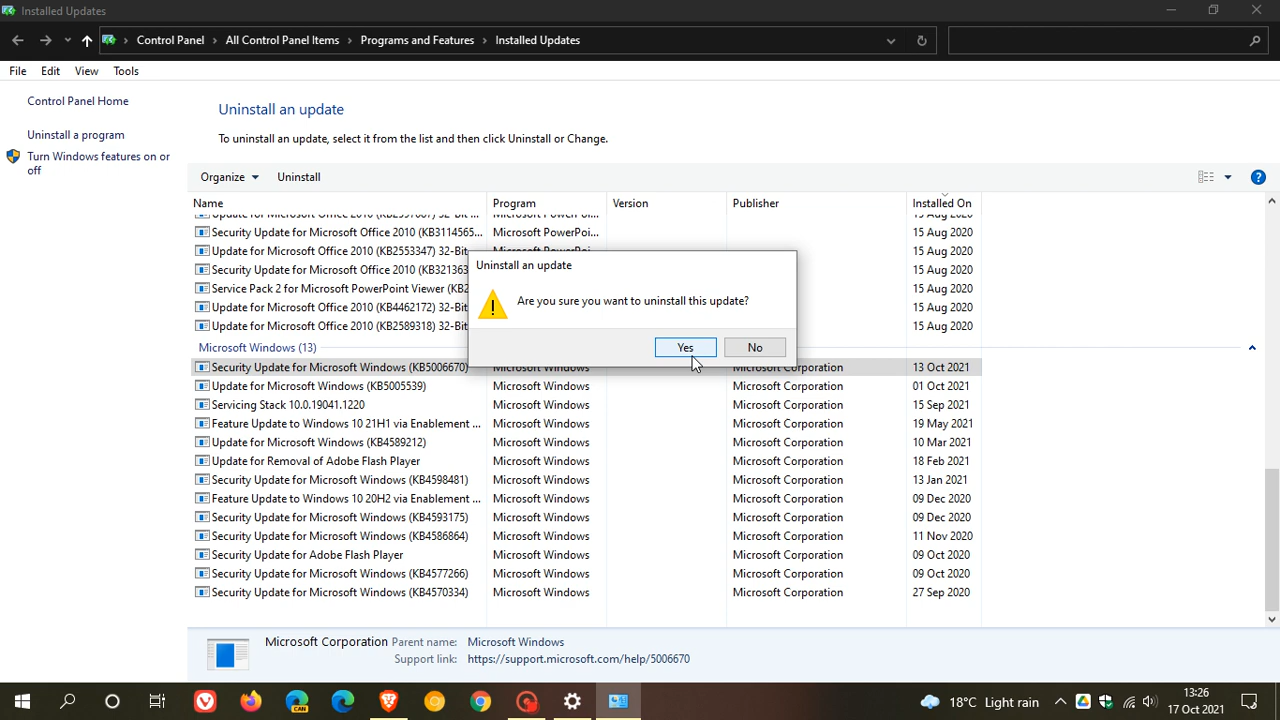 Installed Updates
Control Panel > All Control Panel Items > Programs and Features > Installed Updates
File Edit View Tools
Control Panel Home
Uninstall a program
Turn Windows features on or
off
Uninstall an update
To uninstall an update, select it from the list and then click Uninstall or Change.
Organize Uninstall
Name Program Version Publisher Installed On
Update for Microsoft Office 2010 32-Bit ... 15 Aug 2020
Security Update for Microsoft Office 2010 (KB3114565... Microsoft PowerPoi... 15 Aug 2020
Update for Microsoft Office 2010 (KB2553347) 32-Bit 15 Aug 2020
Security Update for Microsoft Office 2010 (KB321363 15 Aug 2020
Service Pack 2 for Microsoft PowerPoint Viewer (KB2 15 Aug 2020
Update for Microsoft Office 2010 (KB4462172) 32-Bit 15 Aug 2020
Update for Microsoft Office 2010 (KB2589318) 32-Bit 15 Aug 2020
Uninstall an update
Are you sure you want to uninstall this update?
Yes No
Microsoft Windows (13)
Security Update for Microsoft Windows (KB5006670) Microsoft Windows Microsoft Corporation 13 Oct 2021
Update for Microsoft Windows (KB5005539) Microsoft Windows Microsoft Corporation 01 Oct 2021
Servicing Stack 10.0.19041.1220 Microsoft Windows Microsoft Corporation 15 Sep 2021
Feature Update to Windows 10 21H1 via Enablement ... Microsoft Windows Microsoft Corporation 19 May 2021
Update for Microsoft Windows (KB4589212) Microsoft Windows Microsoft Corporation 10 Mar 2021
Update for Removal of Adobe Flash Player Microsoft Windows Microsoft Corporation 18 Feb 2021
Security Update for Microsoft Windows (KB4598481) Microsoft Windows Microsoft Corporation 13 Jan 2021
Feature Update to Windows 10 20H2 via Enablement ... Microsoft Windows Microsoft Corporation 09 Dec 2020
Security Update for Microsoft Windows (KB4593175) Microsoft Windows Microsoft Corporation 09 Dec 2020
Security Update for Microsoft Windows (KB4586864) Microsoft Windows Microsoft Corporation 11 Nov 2020
Security Update for Adobe Flash Player Microsoft Windows Microsoft Corporation 09 Oct 2020
Security Update for Microsoft Windows (KB4577266) Microsoft Windows Microsoft Corporation 09 Oct 2020
Security Update for Microsoft Windows (KB4570334) Microsoft Windows Microsoft Corporation 27 Sep 2020
Microsoft Corporation Parent name: Microsoft Windows
Support link: https://support.microsoft.com/help/5006670
CAN
18°C Light rain
13:26
17 Oct 2021